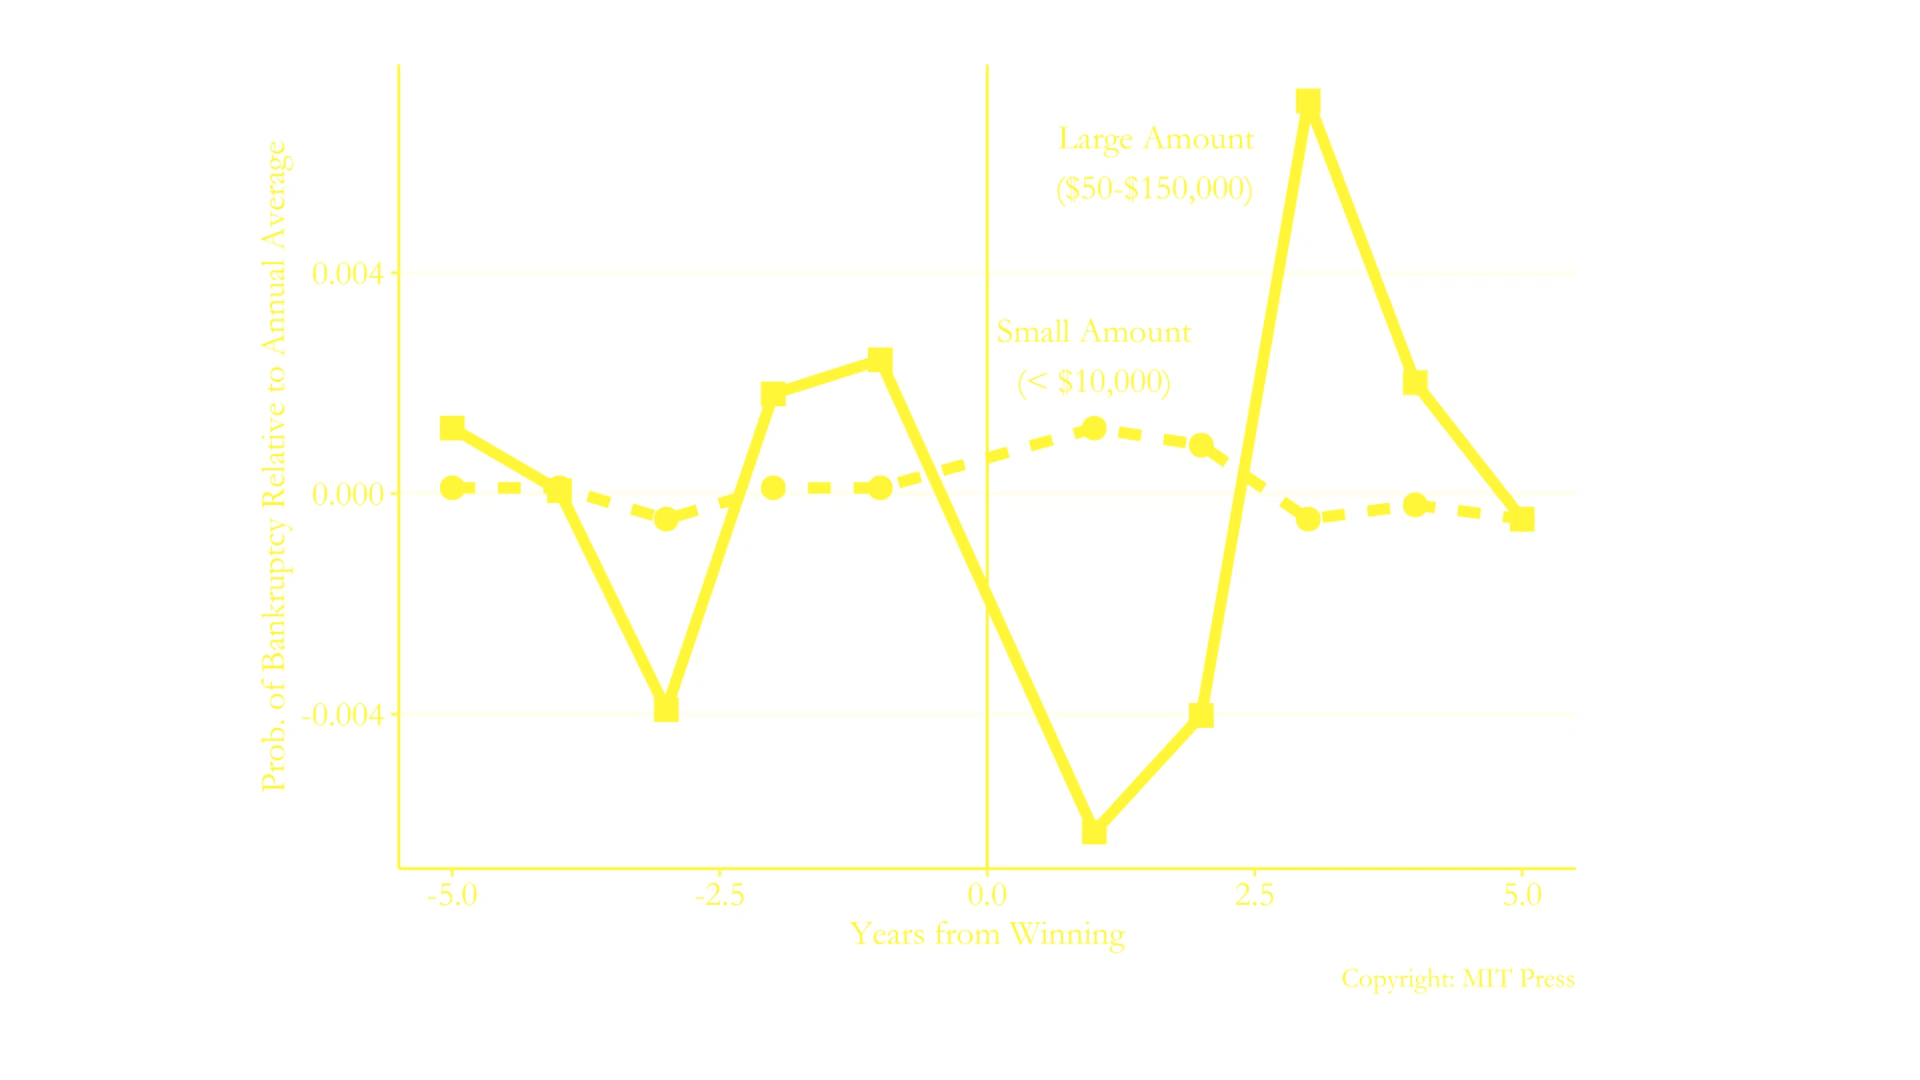 Large Amount
($50-$150,000)
Small Amount
(< $10,000)
Prob. of Bankruptcy Relative to Annual Average
0.004
0.000
-0.004
-5.0
-2.5
0.0
2.5
5.0
Years from Winning
Copyright: MIT Press